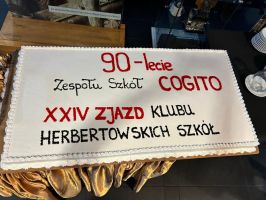 90-lecie
Zespołu Szkół COGITO
XXIV ZJAZD KLUBU
HERBERTOWSKICH SZKÓŁ